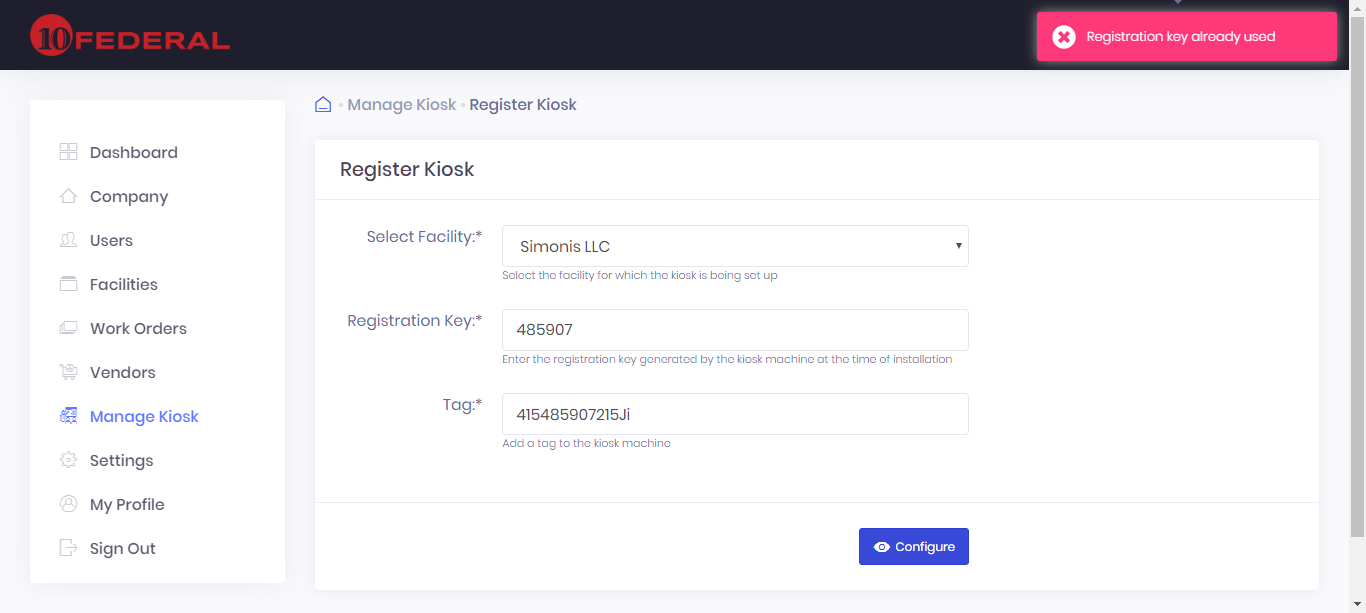 10 FEDERAL
Registration key already used
Manage Kiosk • Register Kiosk
Dashboard
Company
Users
Facilities
Work Orders
Vendors
Manage Kiosk
Settings
My Profile
Sign Out
Register Kiosk
Select Facility:*
Simonis LLC
Select the facility for which the kiosk is being set up
Registration Key:*
485907
Enter the registration key generated by the kiosk machine at the time of installation
Tag:*
415485907215Ji
Add a tag to the kiosk machine
Configure